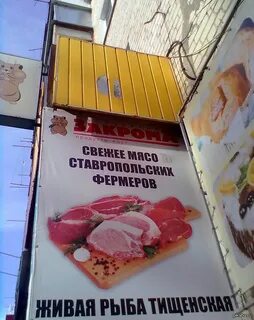 ЗАКРОМА
СВЕЖЕЕ МЯСО
СТАВРОПОЛЬСКИХ
ФЕРМЕРОВ
ЖИВАЯ РЫБА ТИЩЕНСКАЯ